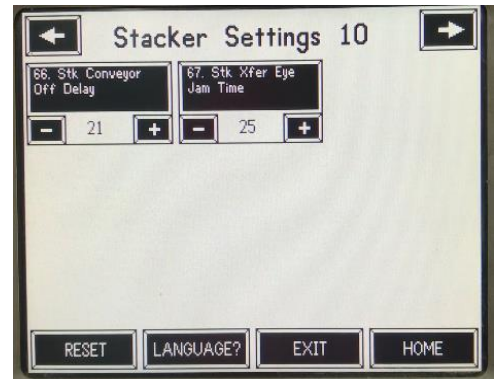 Stacker Settings 10
66. Stk Conveyor
Off Delay
67. Stk Xfer Eye
Jam Time
- 21 +
- 25 +
RESET
LANGUAGE?
EXIT
HOME